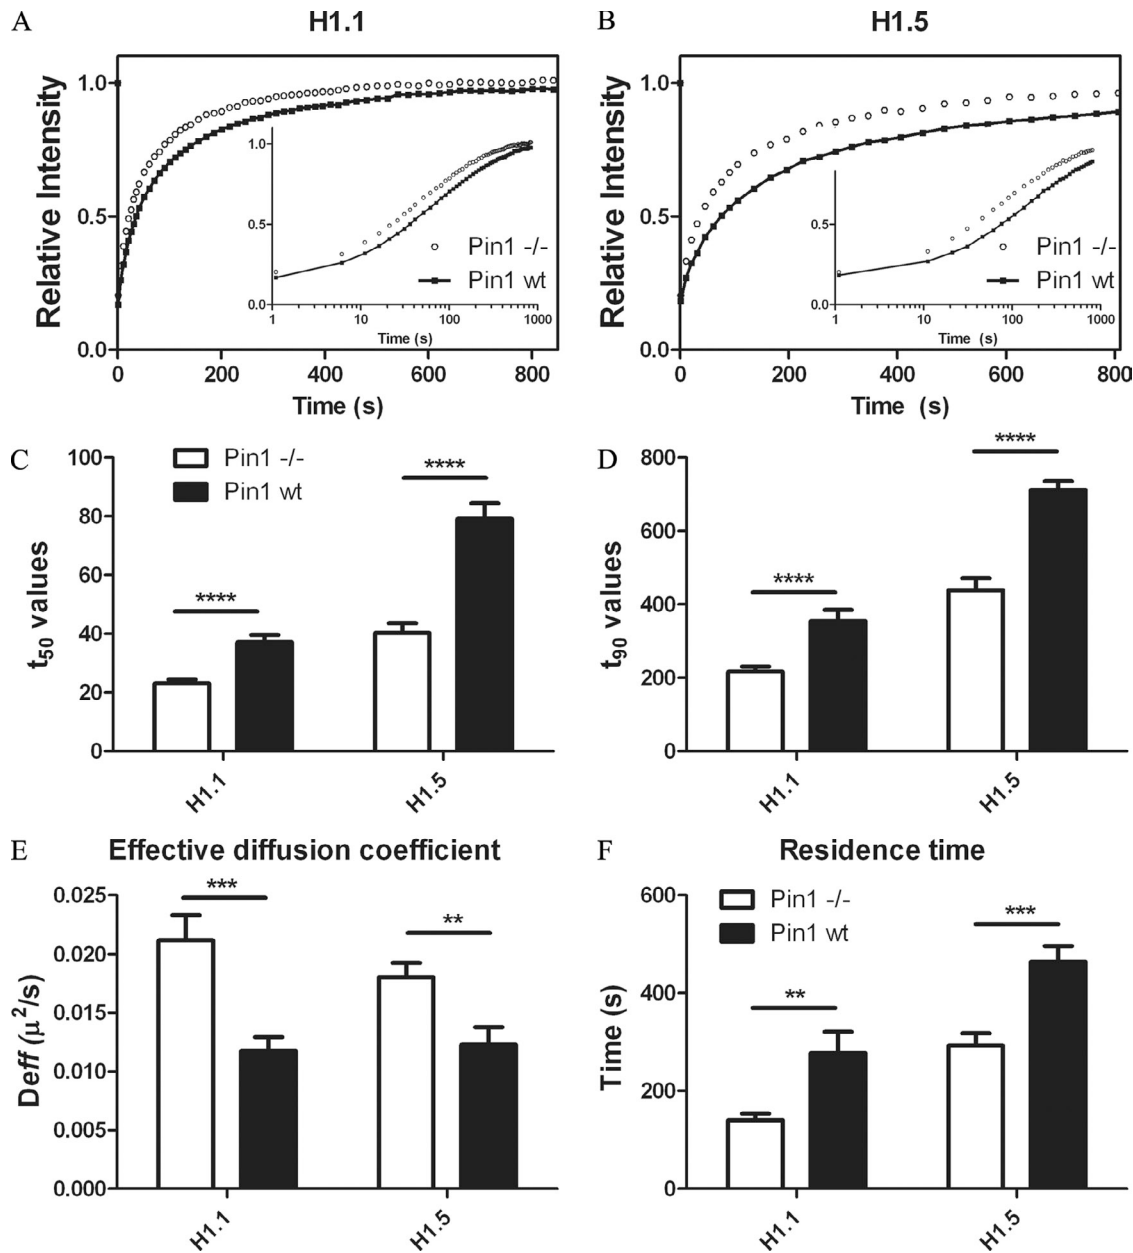 A H1.1
Relative Intensity
1.0
0.5
0.0
0 200 400 600 800
Time (s)
1.0
0.5
0.0
1 10 100 1000
Time (s)
Pin1 -/-
Pin1 wt
B H1.5
Relative Intensity
1.0
0.5
0.0
0 200 400 600 800
Time (s)
1.0
0.5
0.0
1 10 100 1000
Time (s)
Pin1 -/-
Pin1 wt
C
Pin1 -/-
Pin1 wt
t50 values
100
80
60
40
20
0
****
****
H1.1 H1.5
D
t90 values
800
600
400
200
0
****
****
H1.1 H1.5
E Effective diffusion coefficient
Deff (µ²/s)
0.025
0.020
0.015
0.010
0.005
0.000
***
**
H1.1 H1.5
F Residence time
Pin1 -/-
Pin1 wt
Time (s)
600
400
200
0
**
***
H1.1 H1.5